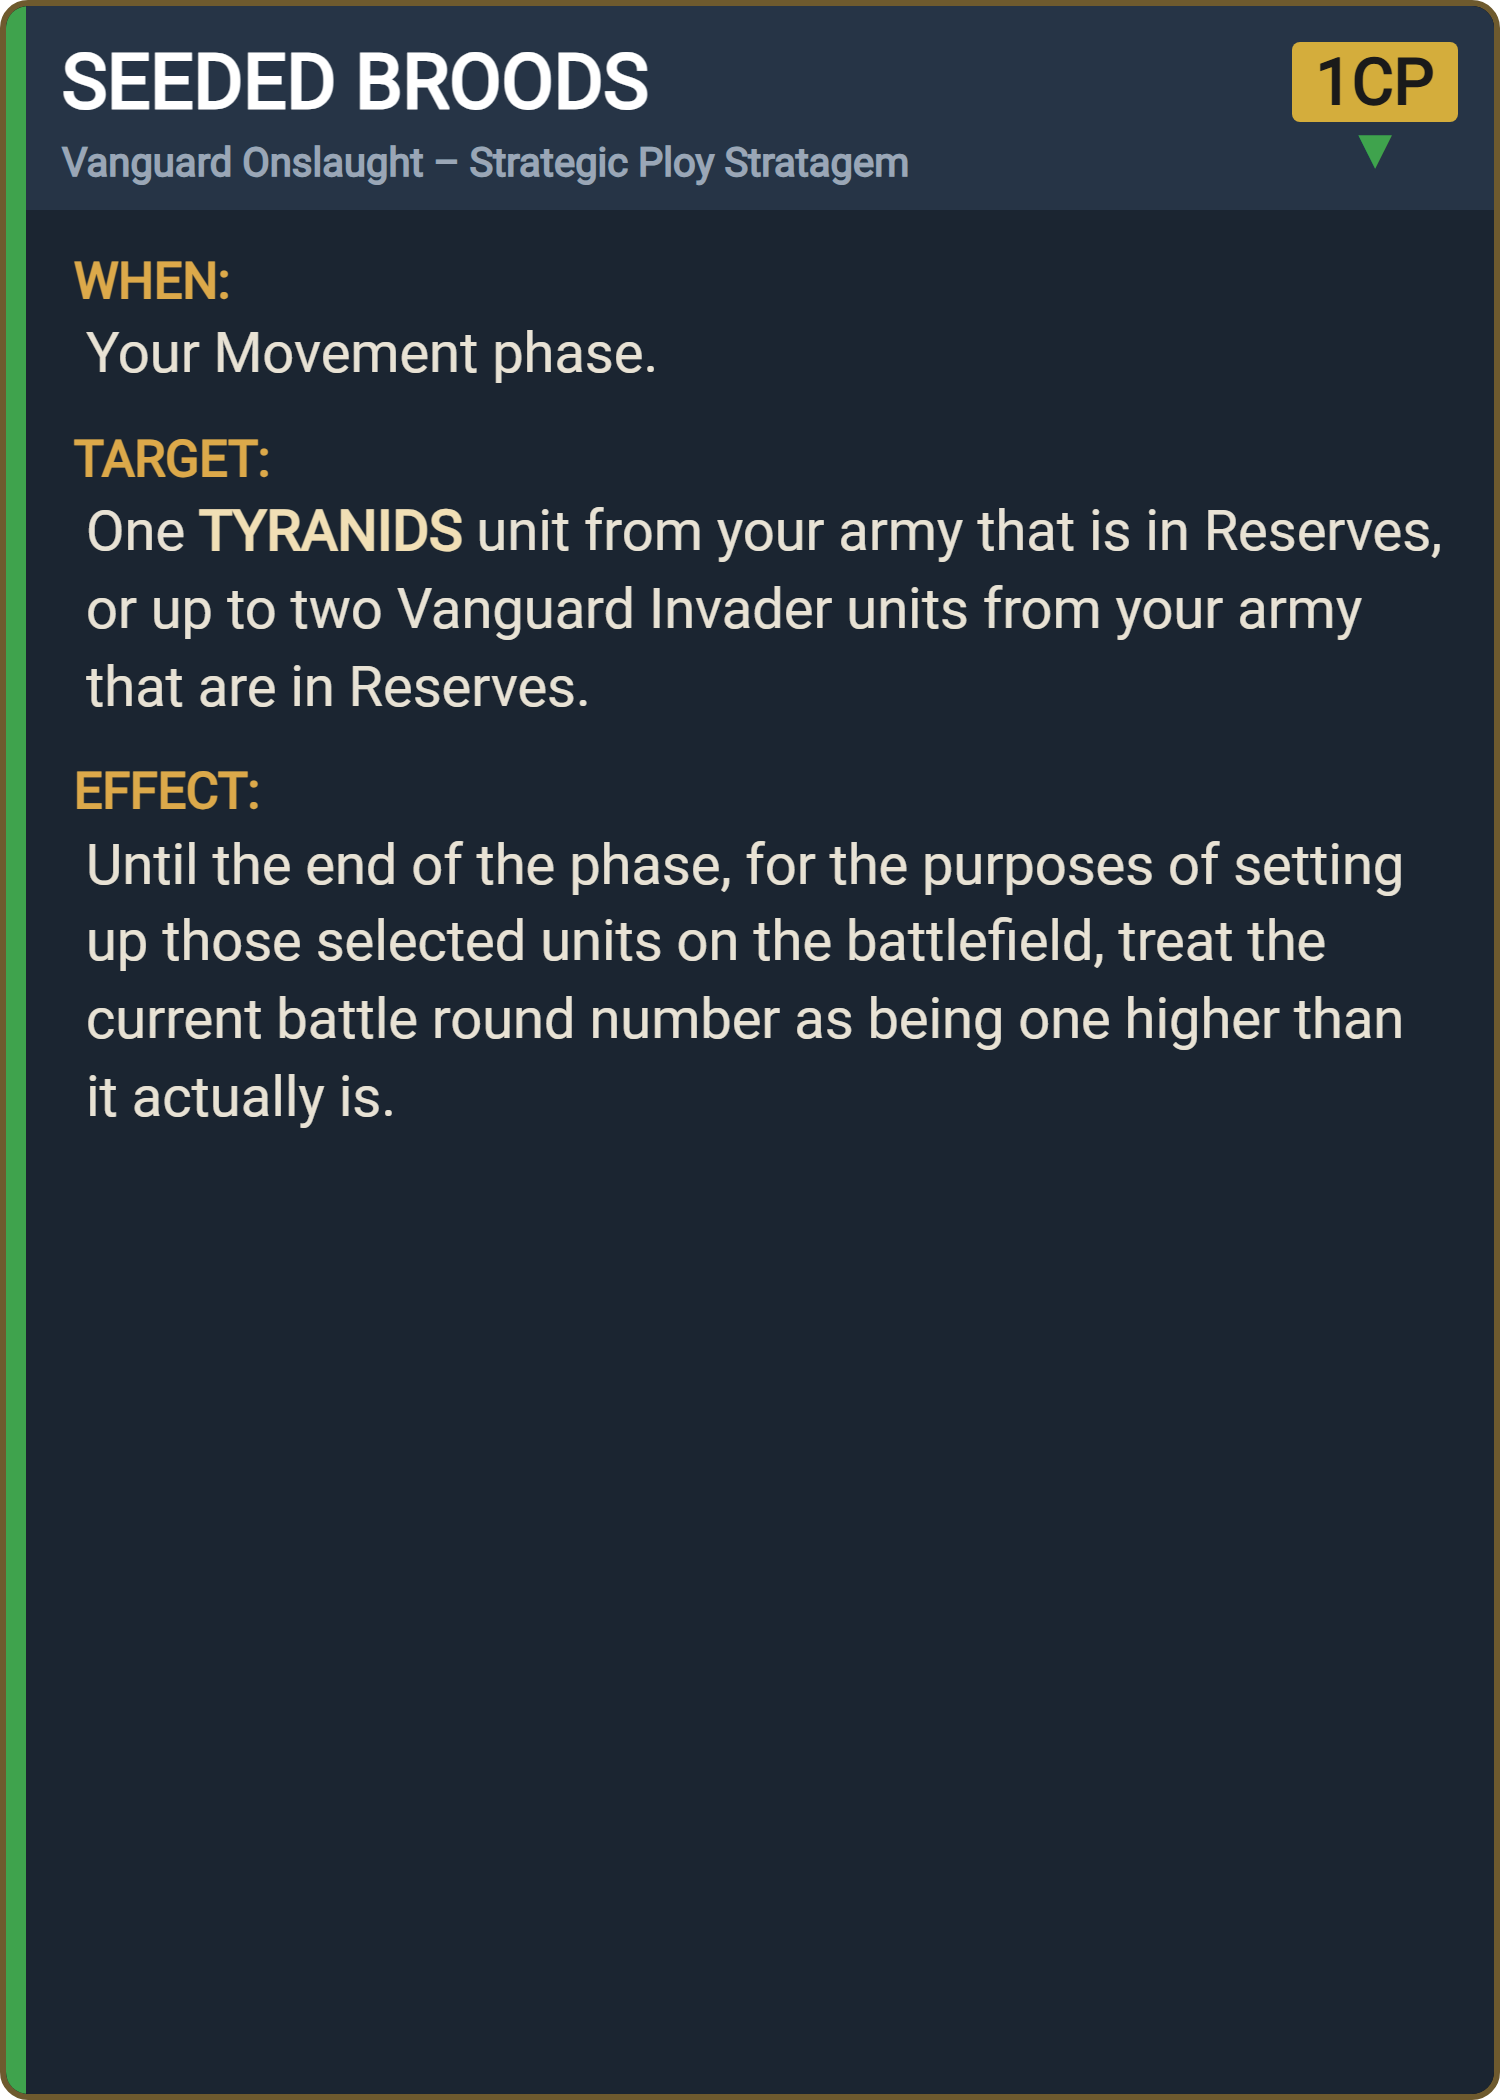 SEEDED BROODS
1CP
Vanguard Onslaught – Strategic Ploy Stratagem
WHEN:
Your Movement phase.
TARGET:
One TYRANIDS unit from your army that is in Reserves,
or up to two Vanguard Invader units from your army
that are in Reserves.
EFFECT:
Until the end of the phase, for the purposes of setting
up those selected units on the battlefield, treat the
current battle round number as being one higher than
it actually is.